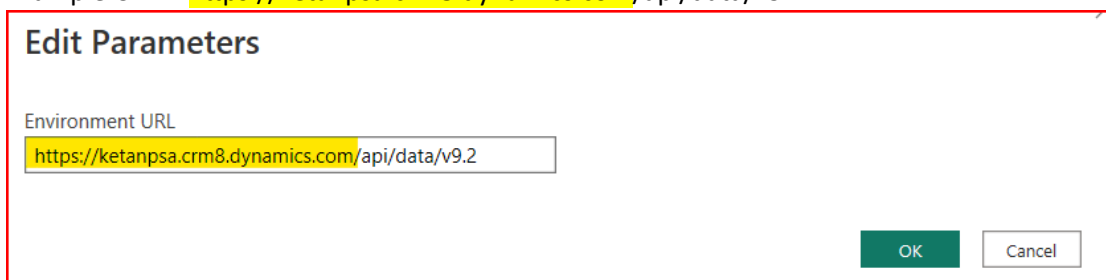 Edit Parameters
Environment URL
https://ketanpsa.crm8.dynamics.com/api/data/v9.2
OK Cancel